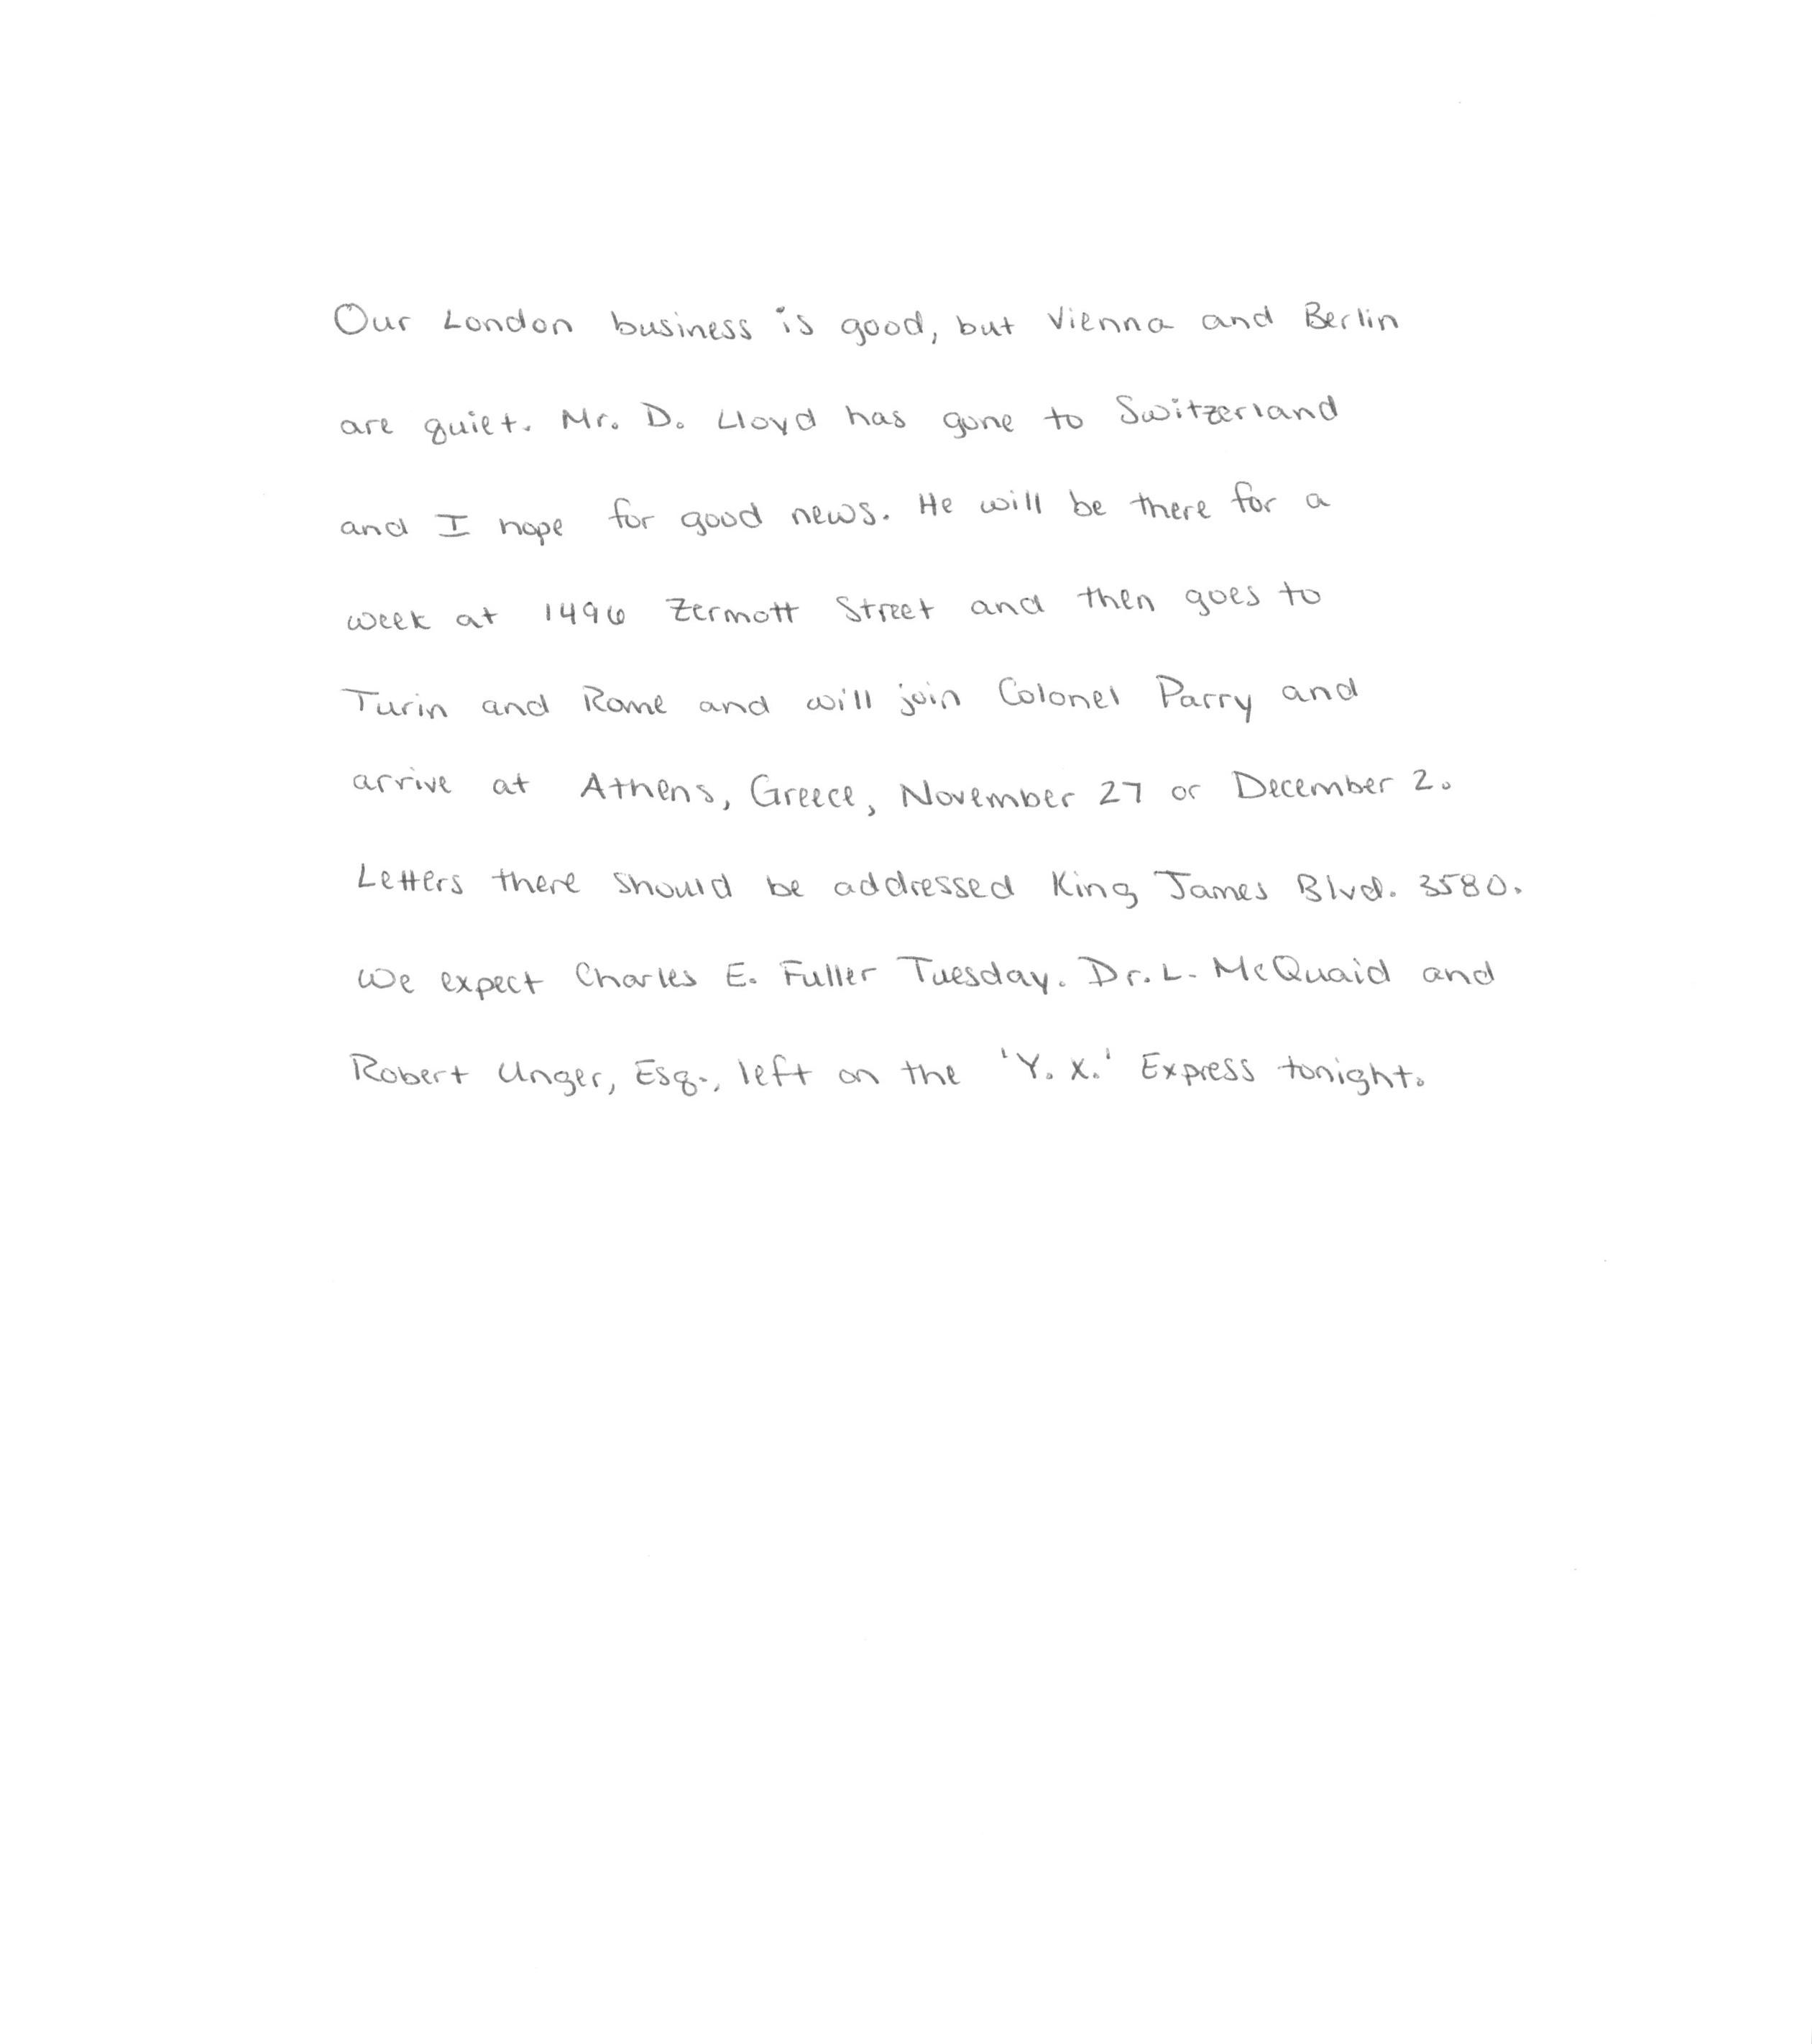 Our London business is good, but Vienna and Berlin
are quiet. Mr. D. Lloyd has gone to Switzerland
and I hope for good news. He will be there for a
week at 1496 Zermott Street and then goes to
Turin and Rome and will join Colonel Parry and
arrive at Athens, Greece, November 27 or December 2.
Letters there should be addressed King James Blvd. 3580.
We expect Charles E. Fuller Tuesday. Dr. L. McQuaid and
Robert Unger, Esq., left on the 'Y. X.' Express tonight.